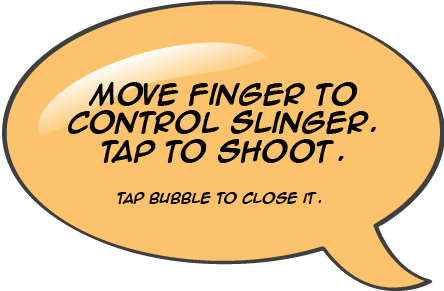 MOVE FINGER TO
CONTROL SLINGER.
TAP TO SHOOT.
TAP BUBBLE TO CLOSE IT.